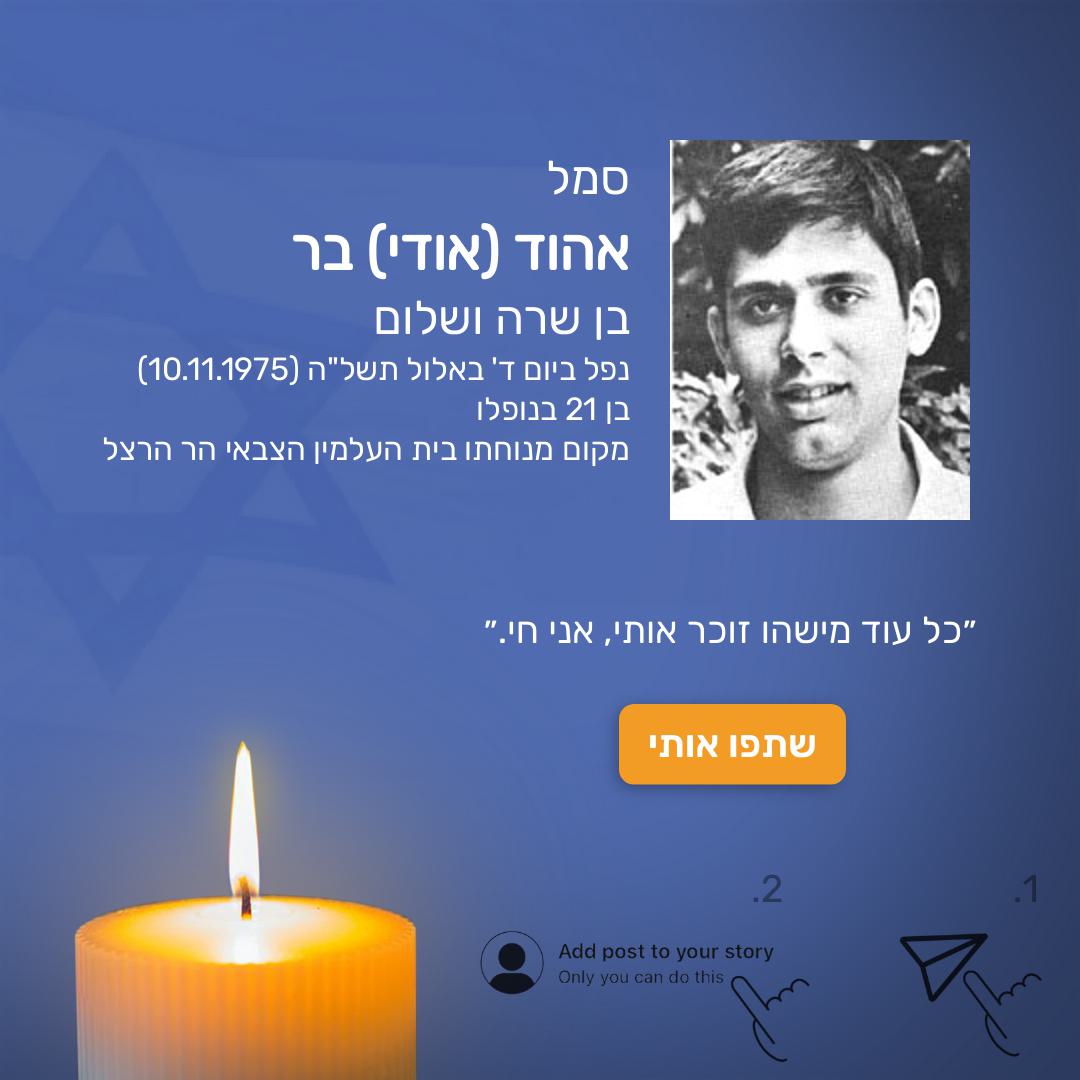 סמל
אהוד (אודי) בר
בן שרה ושלום
נפל ביום ד' באלול תשל"ה (10.11.1975)
בן 21 בנופלו
מקום מנוחתו בית העלמין הצבאי הר הרצל
״כל עוד מישהו זוכר אותי, אני חי.״
שתפו אותי
1.
2.
Add post to your story
Only you can do this